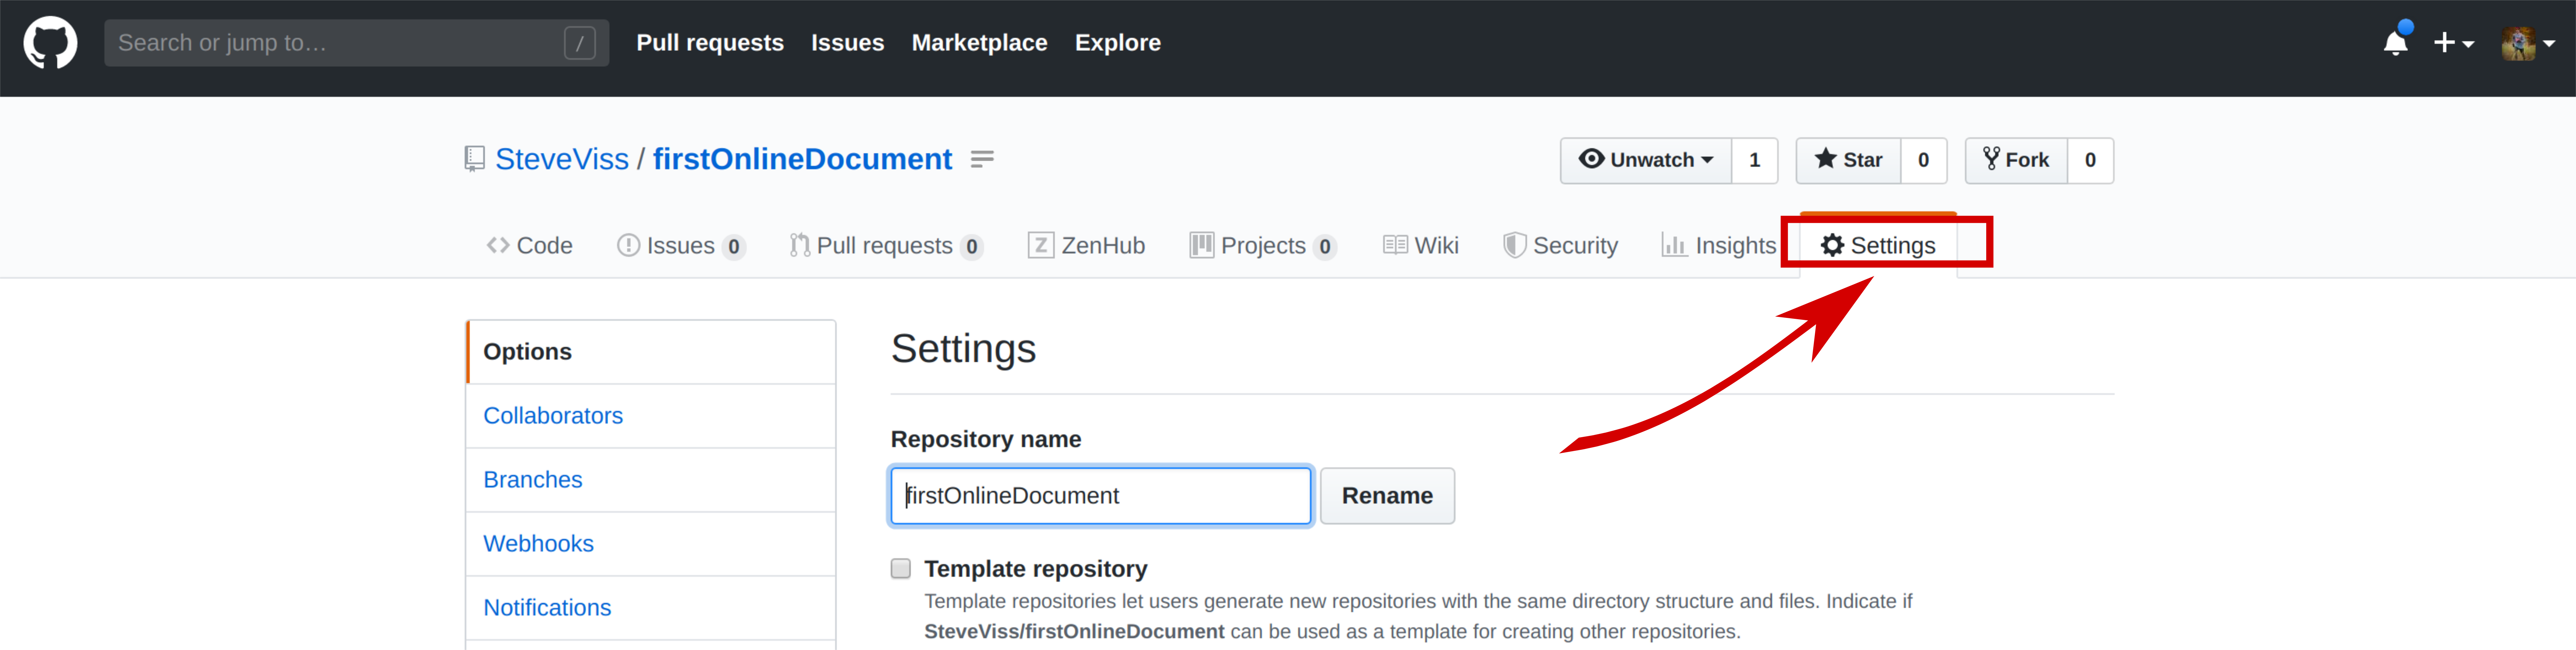 Search or jump to… / Pull requests Issues Marketplace Explore
SteveViss / firstOnlineDocument Unwatch 1 Star 0 Fork 0
Code Issues 0 Pull requests 0 Z ZenHub Projects 0 Wiki Security Insights Settings
Options
Collaborators
Branches
Webhooks
Notifications
Settings
Repository name
firstOnlineDocument Rename
Template repository
Template repositories let users generate new repositories with the same directory structure and files. Indicate if
SteveViss/firstOnlineDocument can be used as a template for creating other repositories.